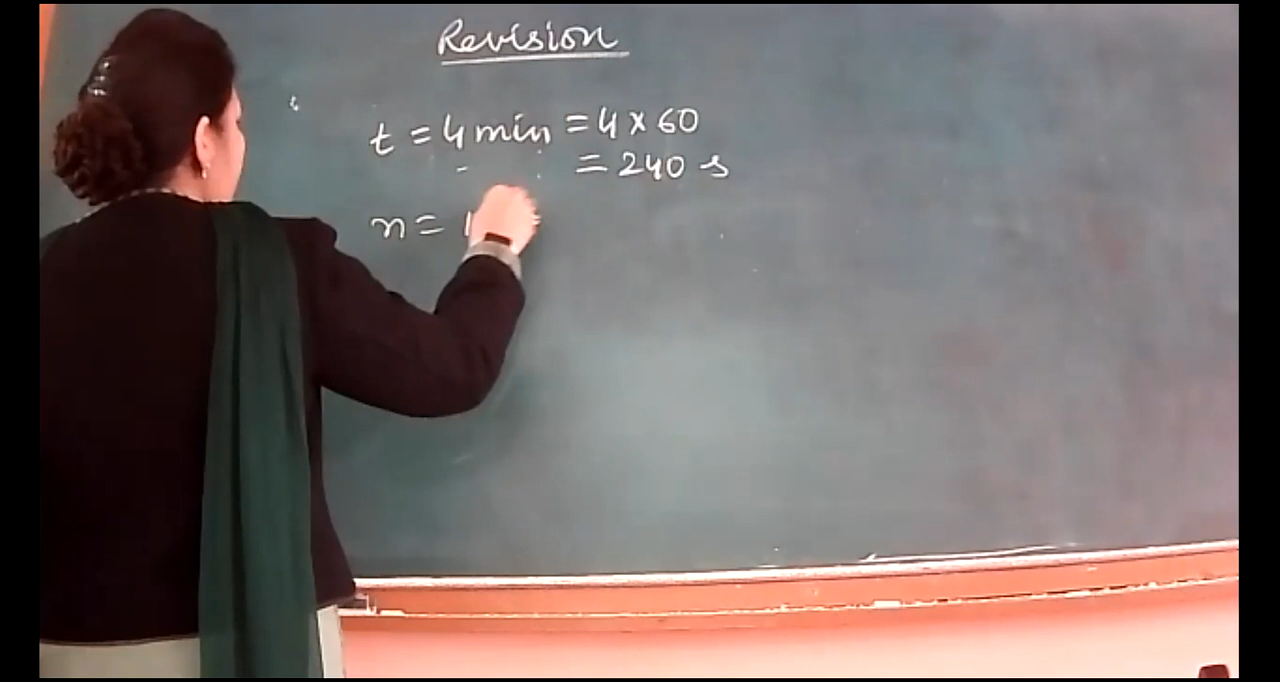 Revision
t = 4 min = 4 x 60
= 240 s
n =